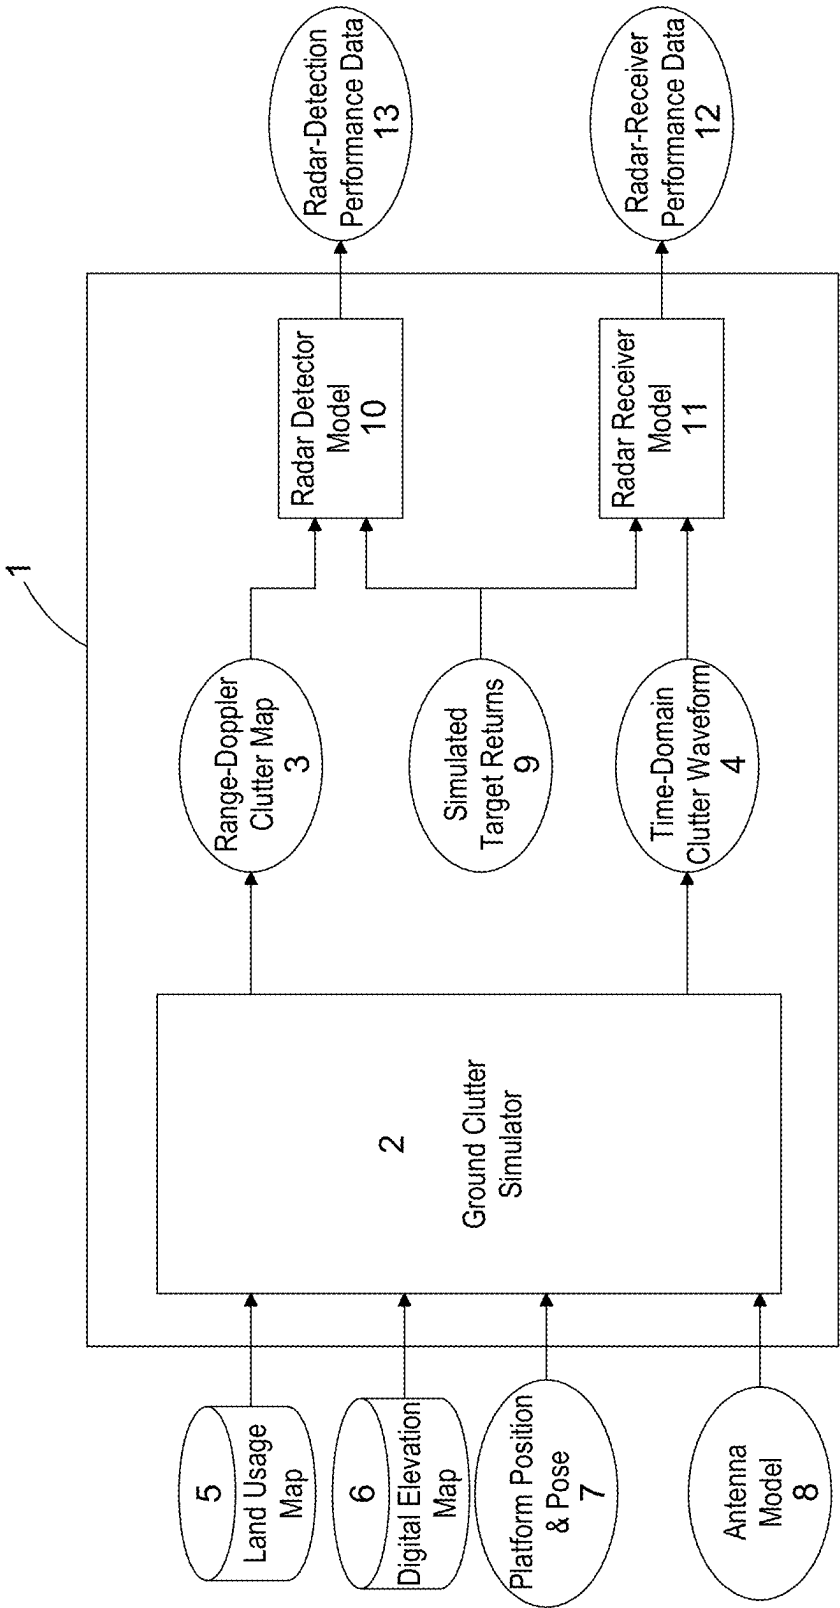 1
5
Land Usage
Map
6
Digital Elevation
Map
Platform Position
& Pose
7
Antenna
Model
8
2
Ground Clutter
Simulator
Range-Doppler
Clutter Map
3
Simulated
Target Returns
9
Time-Domain
Clutter Waveform
4
Radar Detector
Model
10
Radar Receiver
Model
11
Radar-Detection
Performance Data
13
Radar-Receiver
Performance Data
12